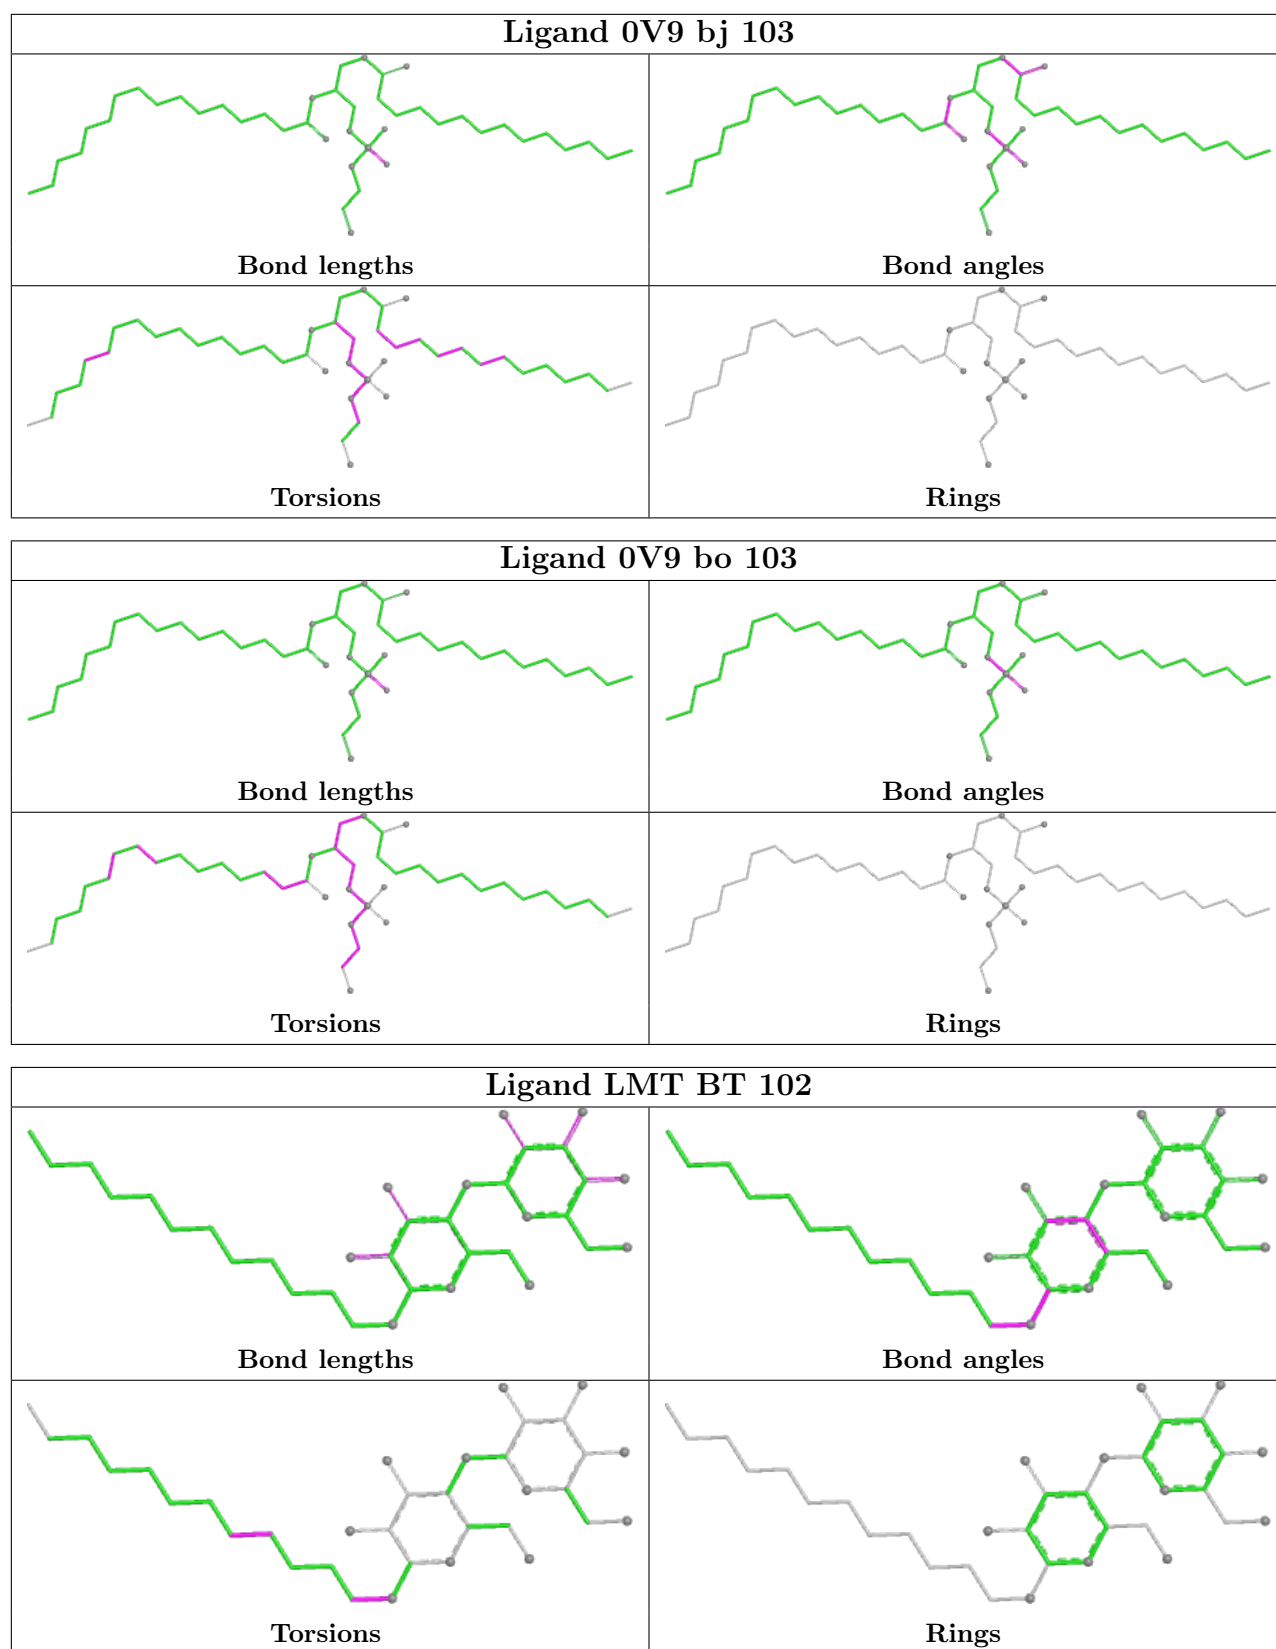 Ligand 0V9 bj 103
Bond lengths
Bond angles
Torsions
Rings
Ligand 0V9 bo 103
Bond lengths
Bond angles
Torsions
Rings
Ligand LMT BT 102
Bond lengths
Bond angles
Torsions
Rings